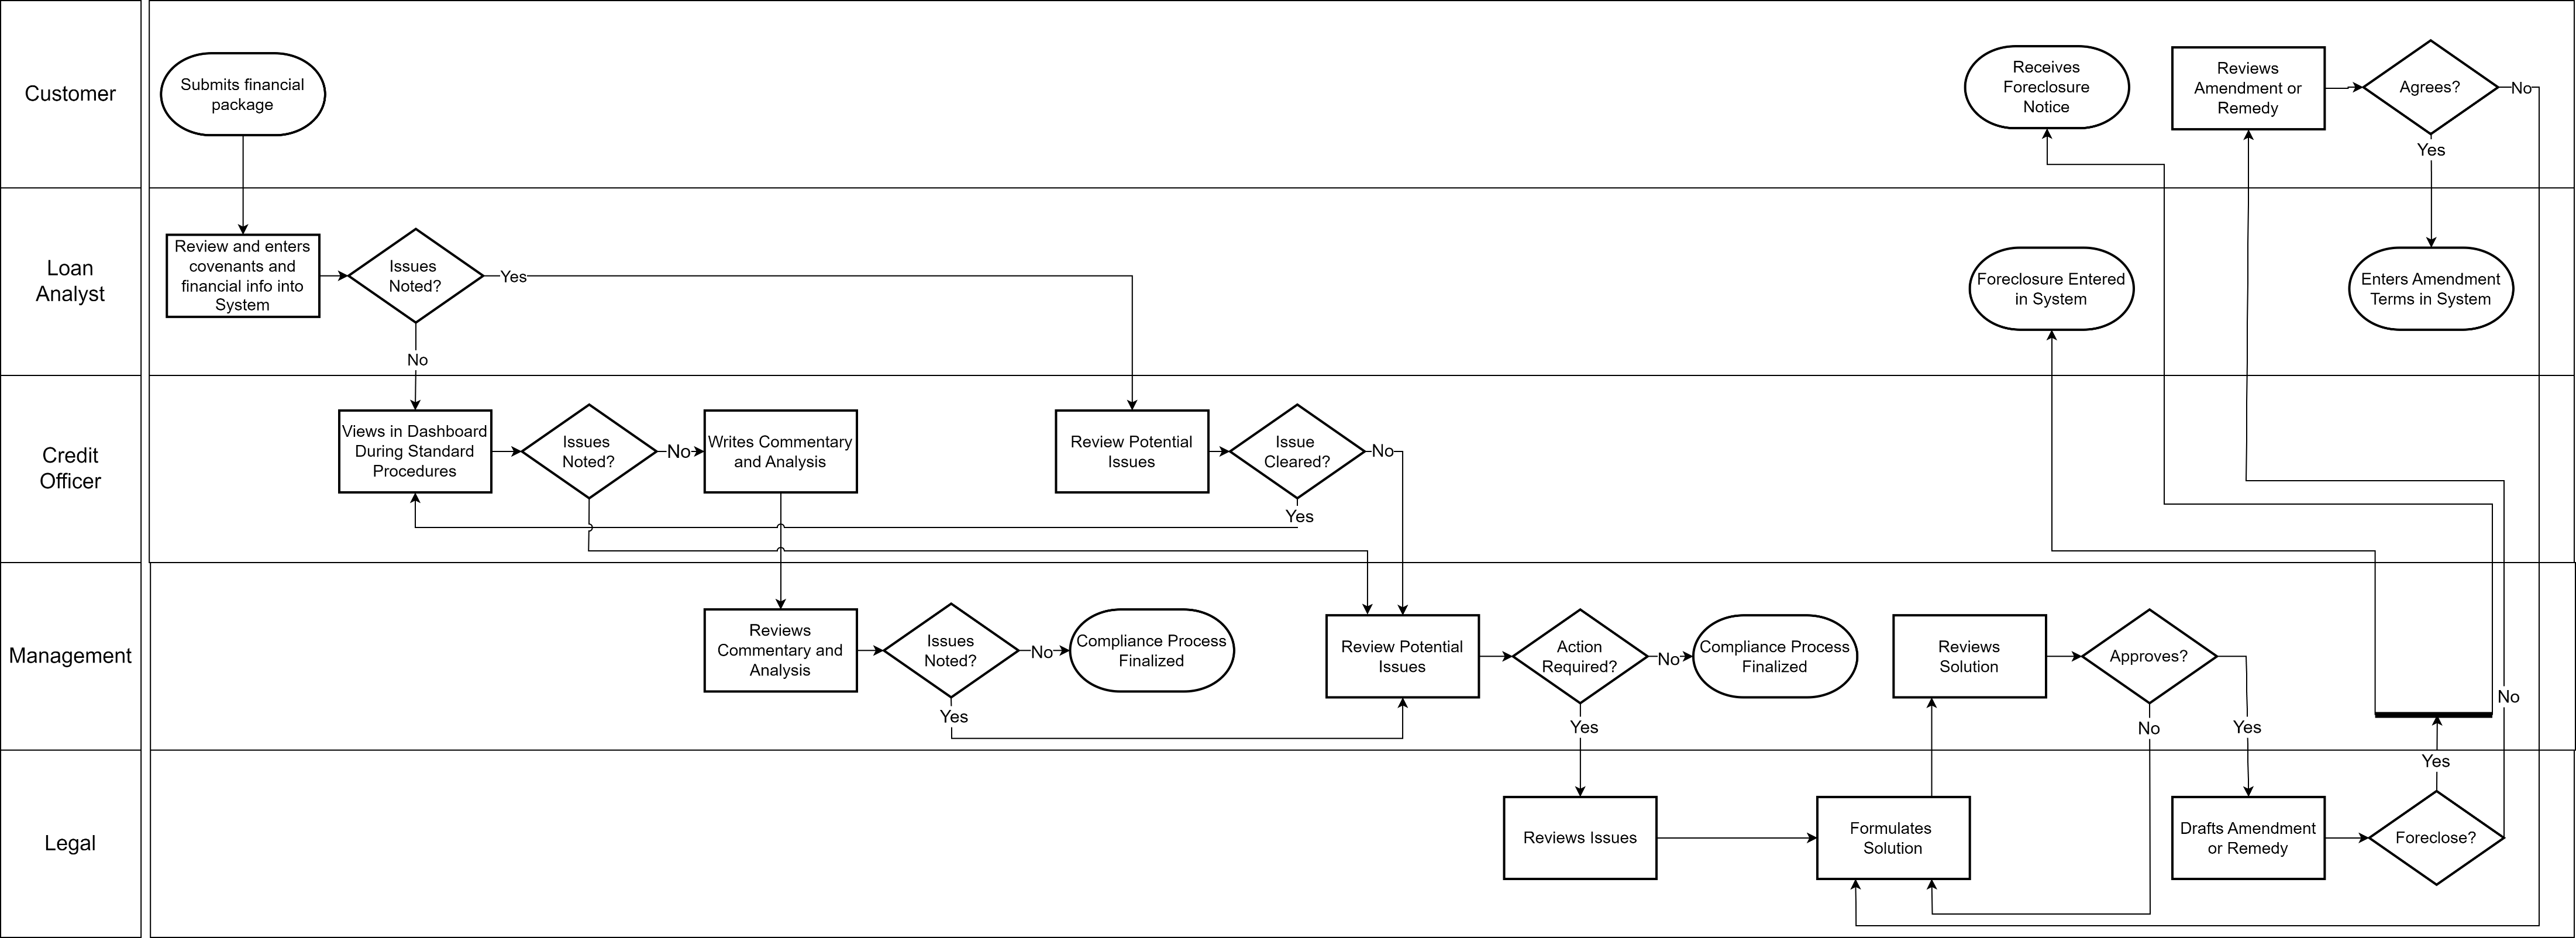 Customer
Submits financial
package
Receives
Foreclosure
Notice
Reviews
Amendment or
Remedy
Agrees?
No
Yes
Loan
Analyst
Review and enters
covenants and
financial info into
System
Issues
Noted?
Yes
No
Foreclosure Entered
in System
Enters Amendment
Terms in System
Credit
Officer
Views in Dashboard
During Standard
Procedures
Issues
Noted?
No
Writes Commentary
and Analysis
Review Potential
Issues
Issue
Cleared?
No
Yes
Management
Reviews
Commentary and
Analysis
Issues
Noted?
No
Yes
Compliance Process
Finalized
Review Potential
Issues
Action
Required?
No
Yes
Compliance Process
Finalized
Reviews
Solution
Approves?
No
Yes
No
Legal
Reviews Issues
Formulates
Solution
Drafts Amendment
or Remedy
Yes
Foreclose?